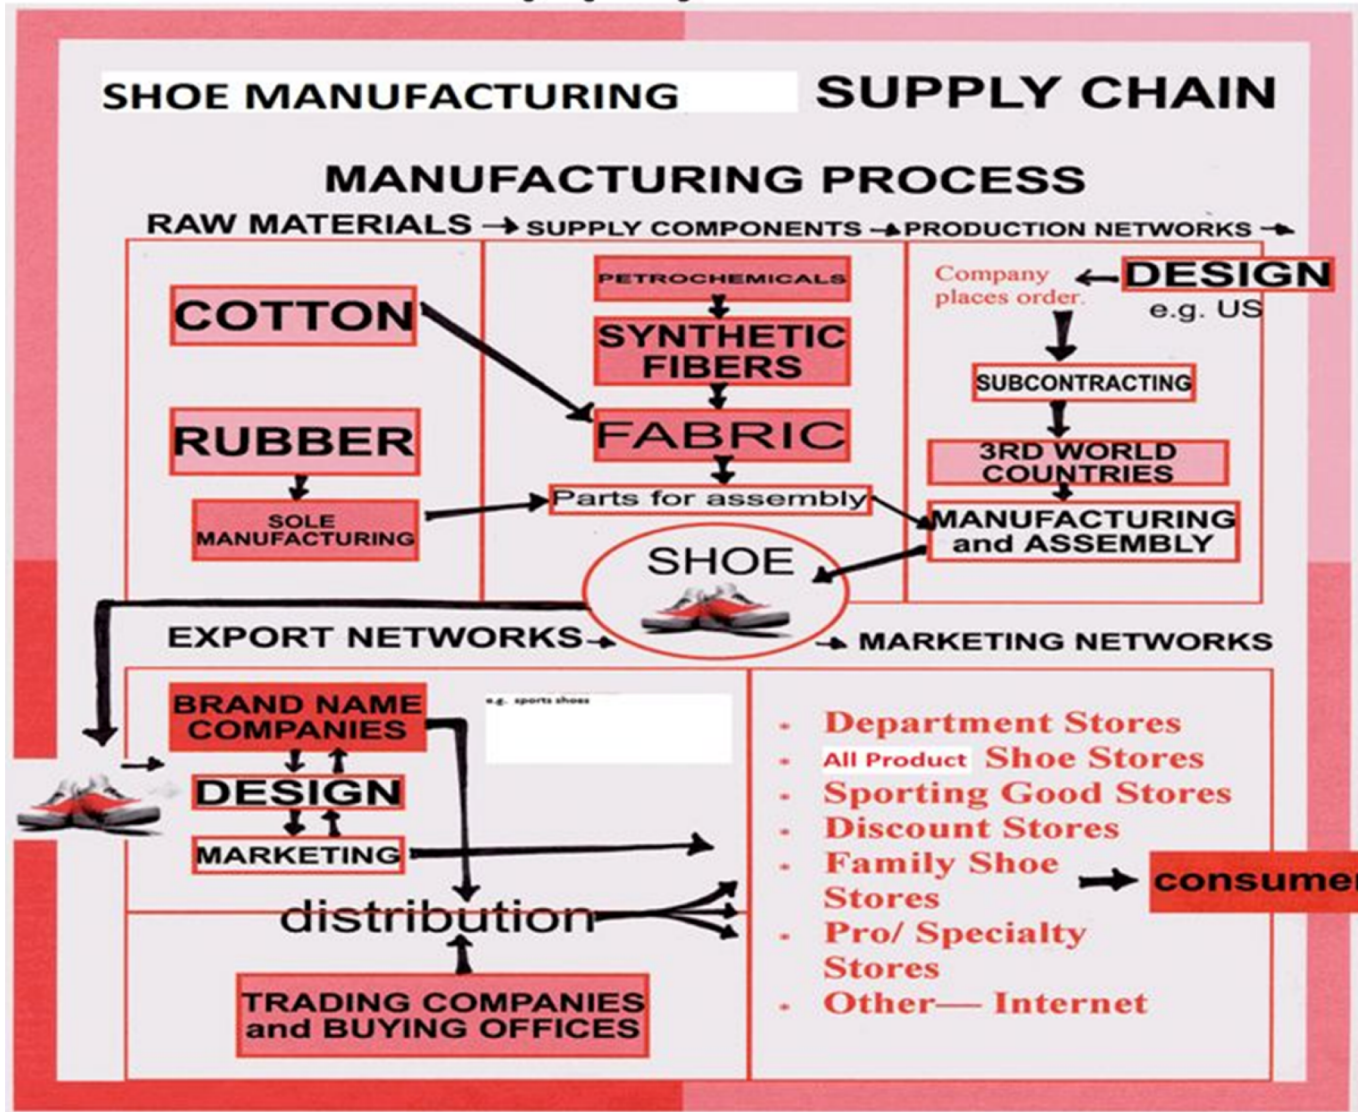 SHOE MANUFACTURING SUPPLY CHAIN
MANUFACTURING PROCESS
RAW MATERIALS → SUPPLY COMPONENTS → PRODUCTION NETWORKS →
COTTON
RUBBER
SOLE
MANUFACTURING
PETROCHEMICALS
SYNTHETIC
FIBERS
FABRIC
Parts for assembly
Company
places order.
DESIGN
e.g. US
SUBCONTRACTING
3RD WORLD
COUNTRIES
MANUFACTURING
and ASSEMBLY
SHOE
EXPORT NETWORKS → → MARKETING NETWORKS
BRAND NAME
COMPANIES
e.g. sports shoes
DESIGN
MARKETING
distribution
TRADING COMPANIES
and BUYING OFFICES
• Department Stores
• All Product Shoe Stores
• Sporting Good Stores
• Discount Stores
• Family Shoe
Stores
• Pro/ Specialty
Stores
• Other— Internet
consumer